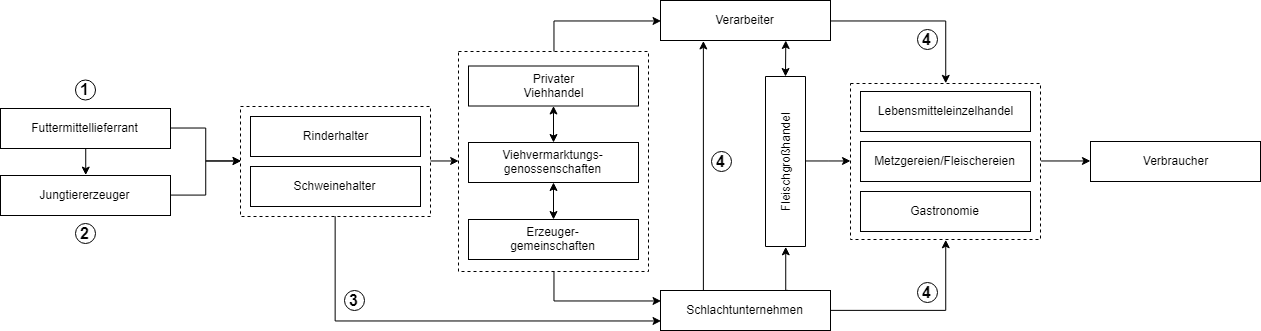 1
Futtermittellieferant
Jungtiererzeuger
2
Rinderhalter
Schweinehalter
3
Privater
Viehhandel
Viehvermarktungs-
genossenschaften
Erzeuger-
gemeinschaften
Verarbeiter
4
Fleischgroßhandel
Schlachtunternehmen
4
4
Lebensmitteleinzelhandel
Metzgereien/Fleischereien
Gastronomie
Verbraucher